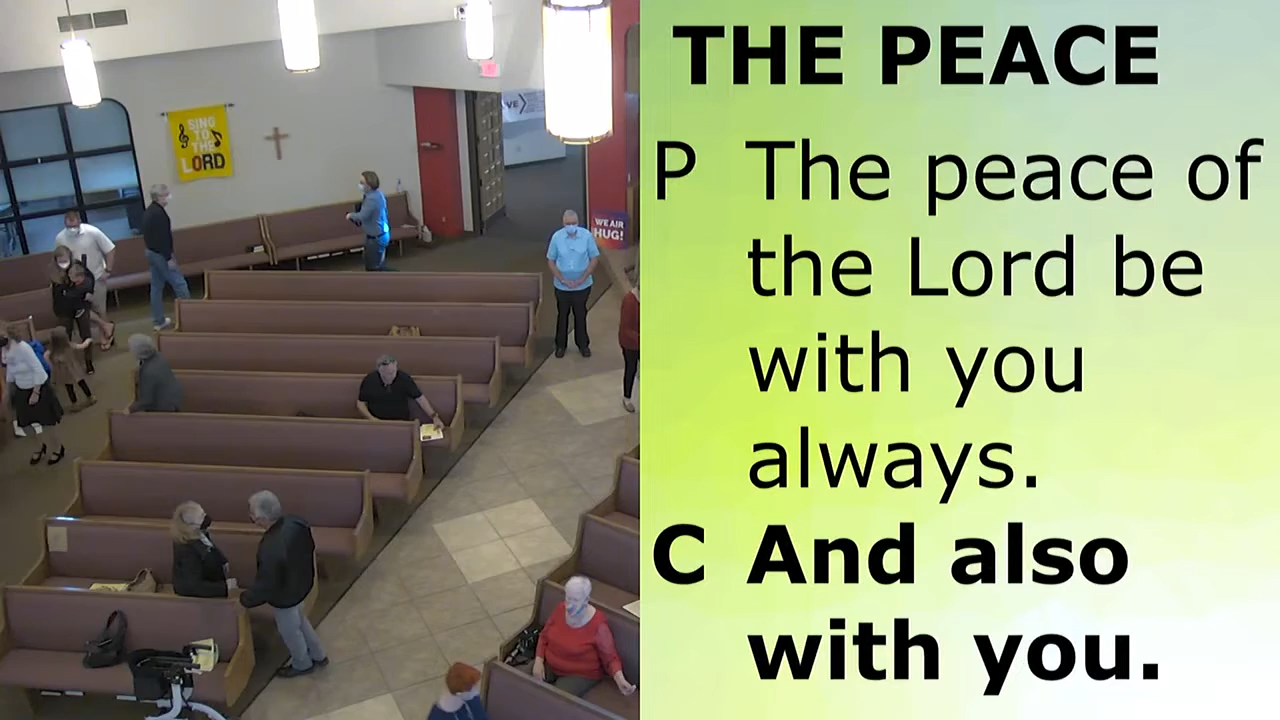 SING
TO
THE
LORD
VE
WE AIR
HUG!
THE PEACE
P The peace of
the Lord be
with you
always.
C And also
with you.